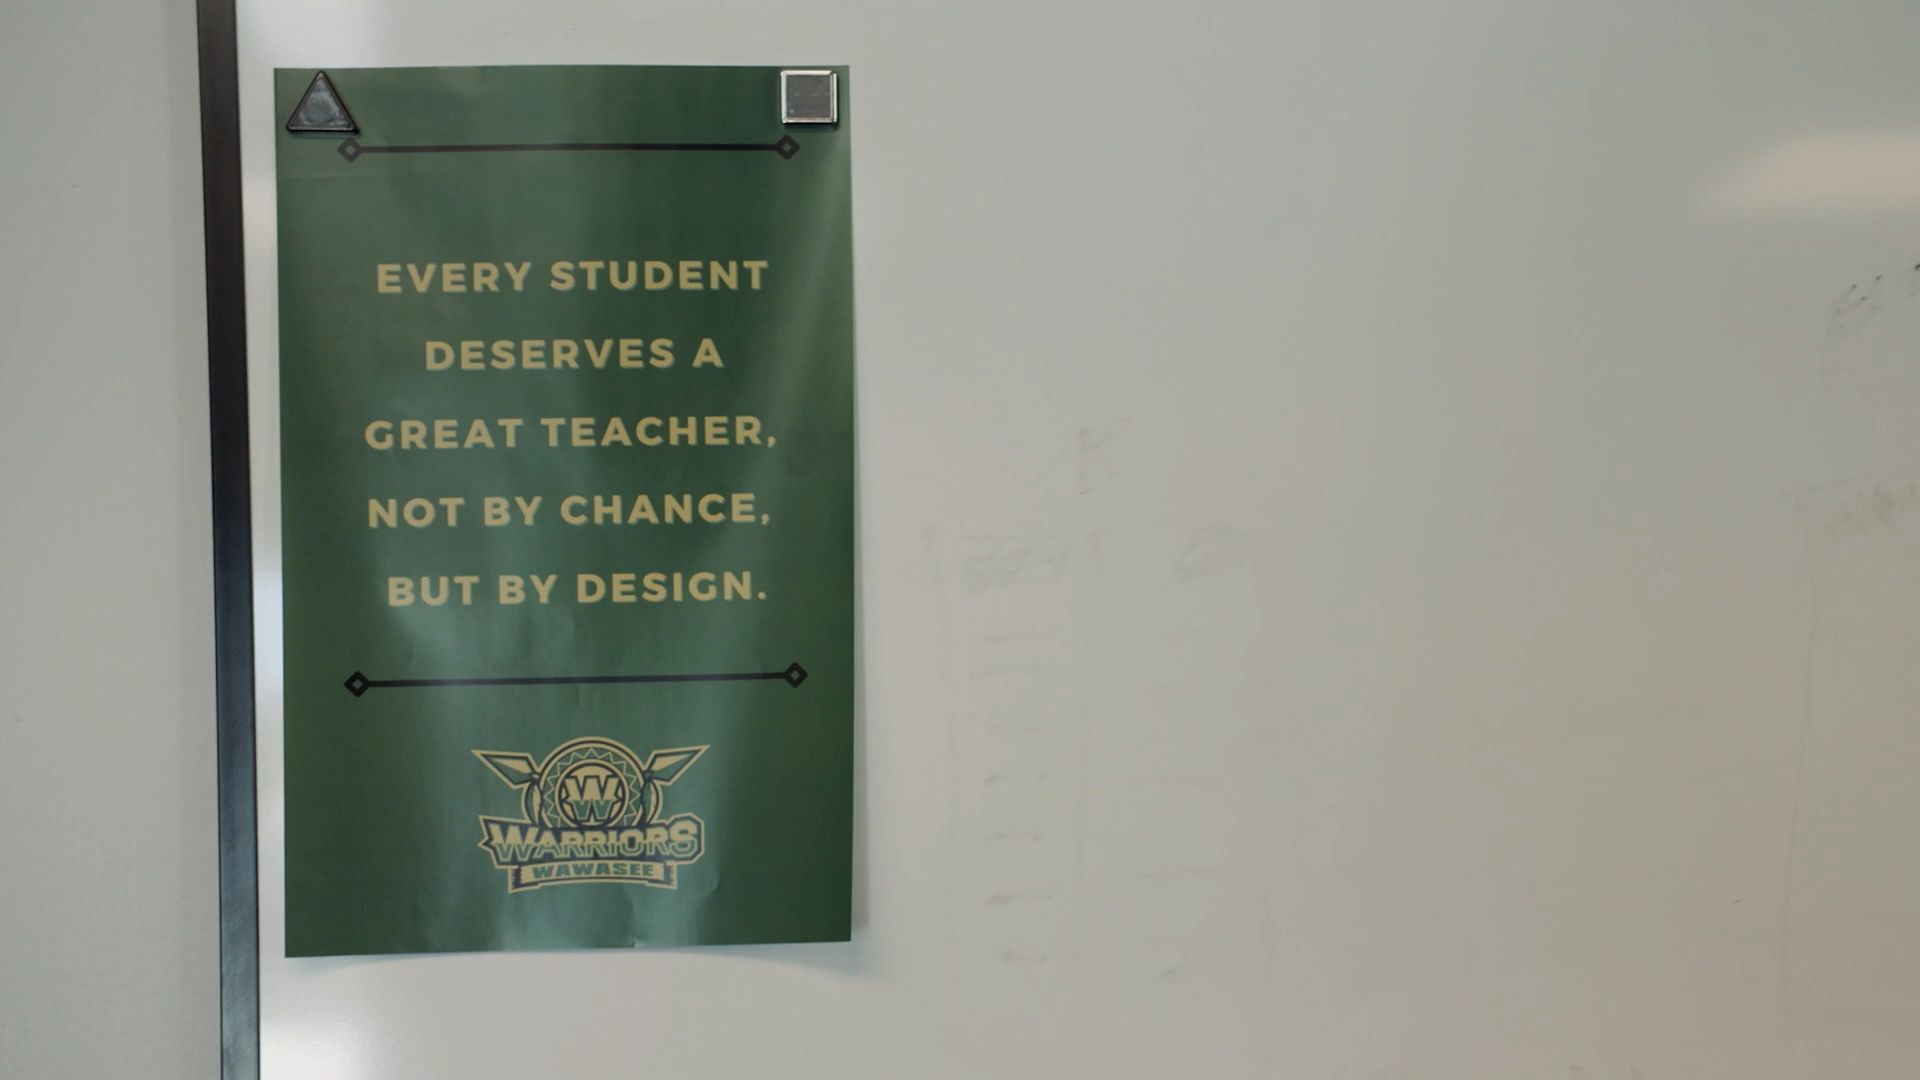 EVERY STUDENT
DESERVES A
GREAT TEACHER,
NOT BY CHANCE,
BUT BY DESIGN.
W
WARRIORS
WAWASEE